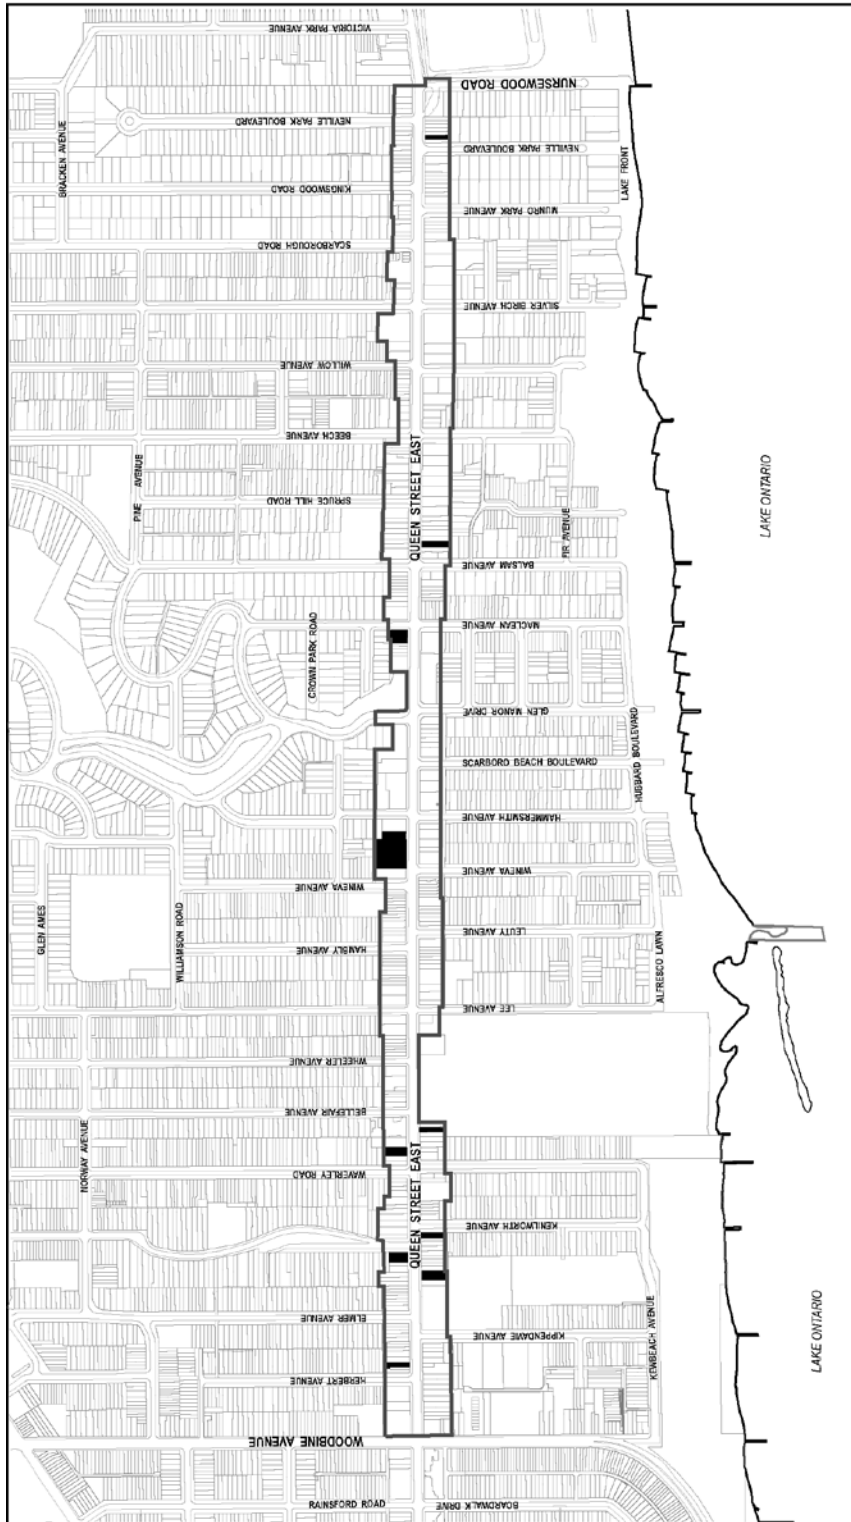 VICTORIA PARK AVENUE
NURSEWOOD ROAD
BRACKEN AVENUE
NEVILLE PARK BOULEVARD
NEVILLE PARK BOULEVARD
LAKE FRONT
KINGSWOOD ROAD
MUNRO PARK AVENUE
SCARBOROUGH ROAD
SILVER BIRCH AVENUE
WILLOW AVENUE
BEECH AVENUE
QUEEN STREET EAST
PINE AVENUE
SPRUCE HILL ROAD
LAKE ONTARIO
FIR AVENUE
BALSAM AVENUE
MACLEAN AVENUE
CROWN PARK ROAD
GLEN MANOR DRIVE
SCARBORO BEACH BOULEVARD
HUBBARD BOULEVARD
HAMMERSMITH AVENUE
WINEVA AVENUE
WINEVA AVENUE
GLEN AMES
WILLIAMSON ROAD
HAMBLY AVENUE
LEUTY AVENUE
ALFRESCO LAWN
LEE AVENUE
WHEELER AVENUE
BELLEFAIR AVENUE
NORWAY AVENUE
WAVERLEY ROAD
QUEEN STREET EAST
KENILWORTH AVENUE
ELMER AVENUE
KIPPENDAVIE AVENUE
KEWBEACH AVENUE
LAKE ONTARIO
HERBERT AVENUE
WOODBINE AVENUE
RAINSFORD ROAD
BOARDWALK DRIVE